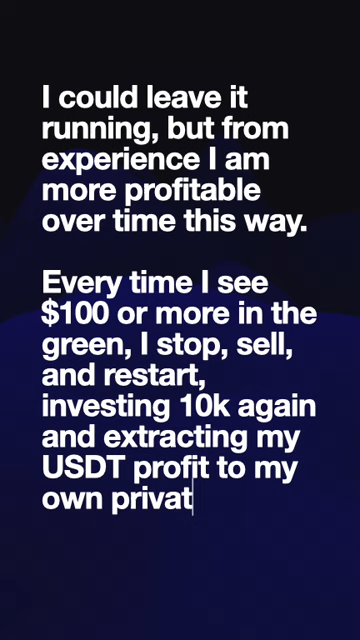 I could leave it
running, but from
experience I am
more profitable
over time this way.
Every time I see
$100 or more in the
green, I stop, sell,
and restart,
investing 10k again
and extracting my
USDT profit to my
own privat